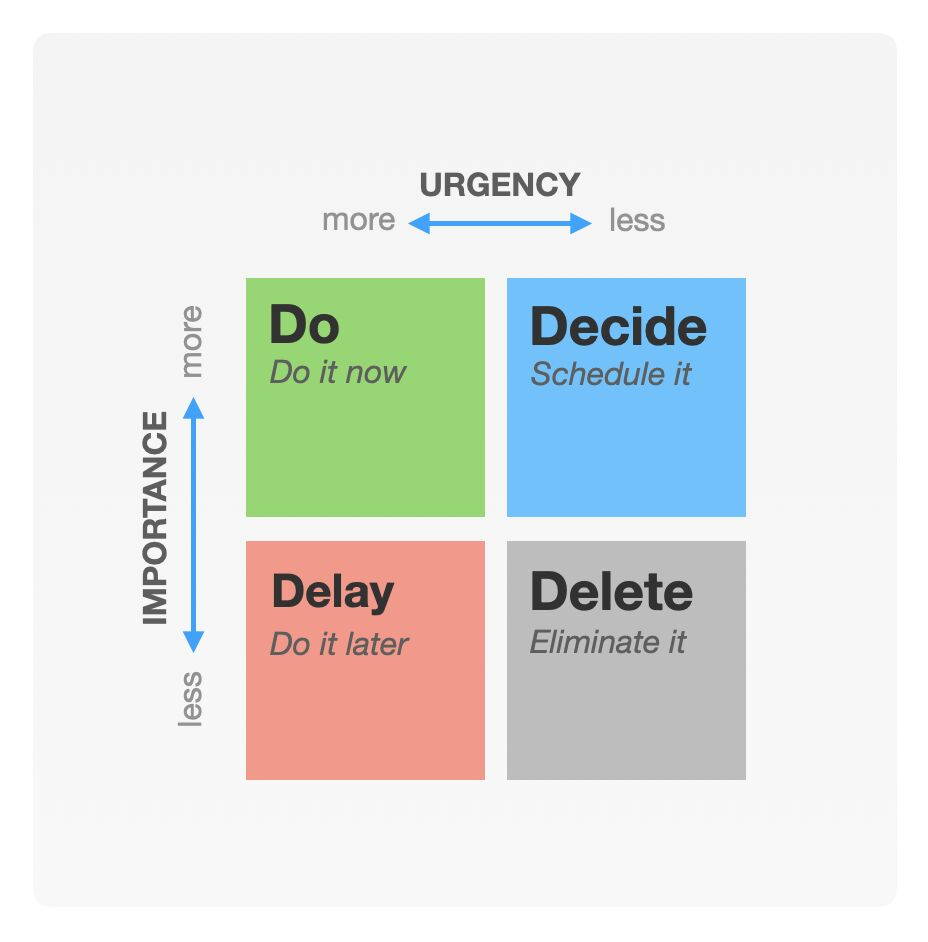 URGENCY
more
less
more
IMPORTANCE
less
Do
Do it now
Decide
Schedule it
Delay
Do it later
Delete
Eliminate it